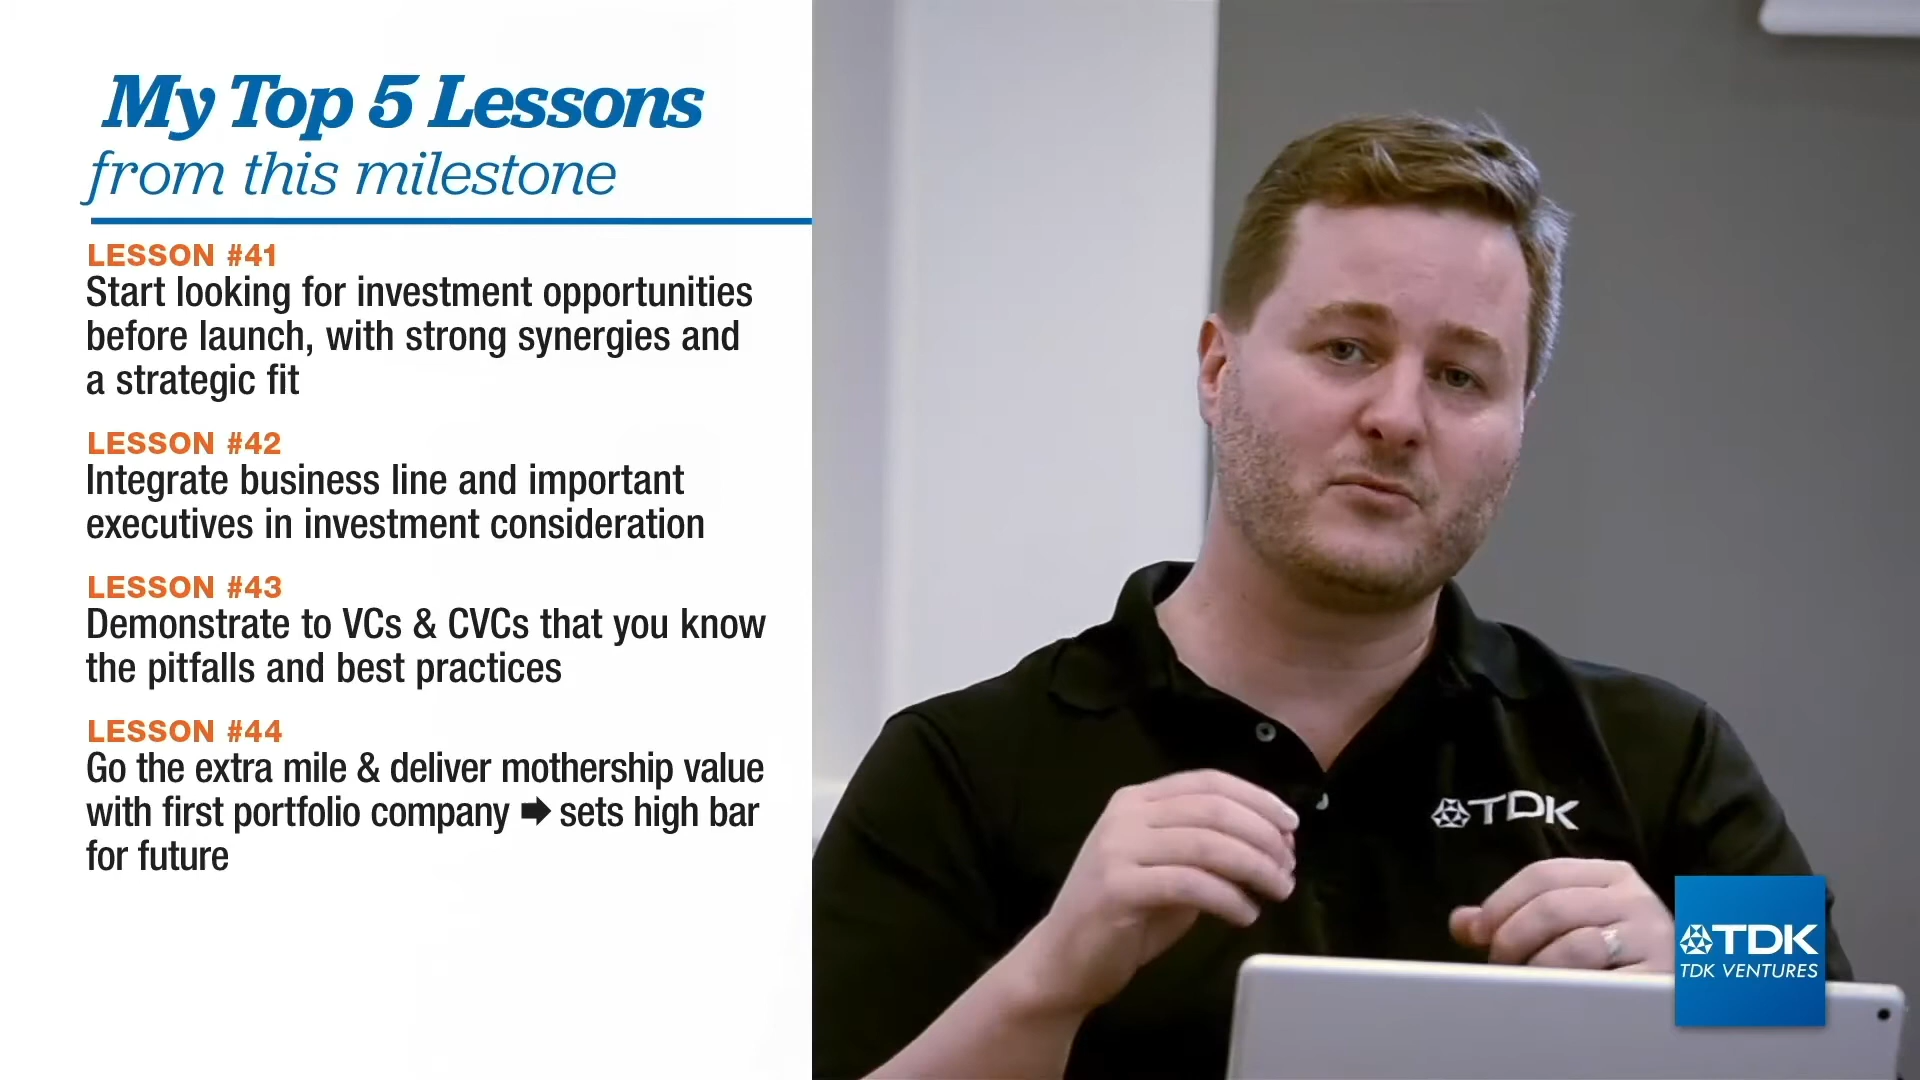 My Top 5 Lessons
from this milestone
LESSON #41
Start looking for investment opportunities
before launch, with strong synergies and
a strategic fit
LESSON #42
Integrate business line and important
executives in investment consideration
LESSON #43
Demonstrate to VCs & CVCs that you know
the pitfalls and best practices
LESSON #44
Go the extra mile & deliver mothership value
with first portfolio company ➡ sets high bar
for future
TDK
TDK
TDK VENTURES